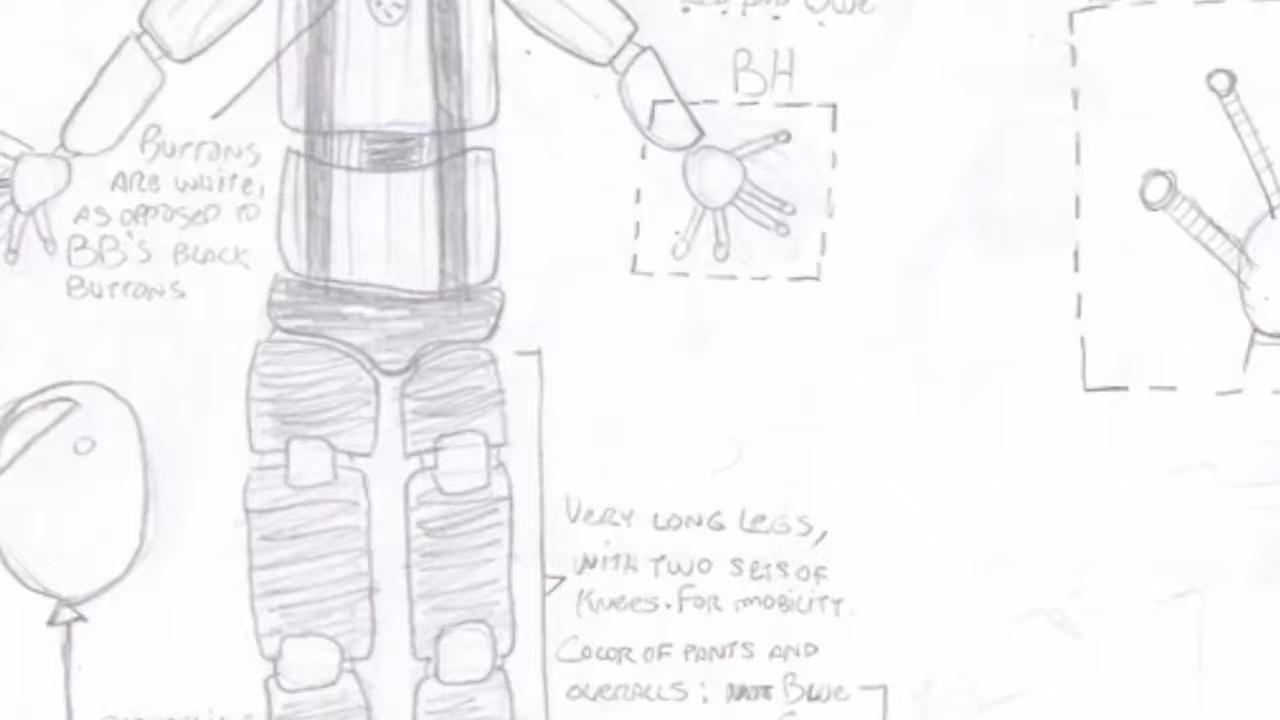 BH
Buttons
are white,
as opposed to
BB's black
buttons
Very long legs,
with two sets of
knees. For mobility.
Color of pants and
overalls: Blue